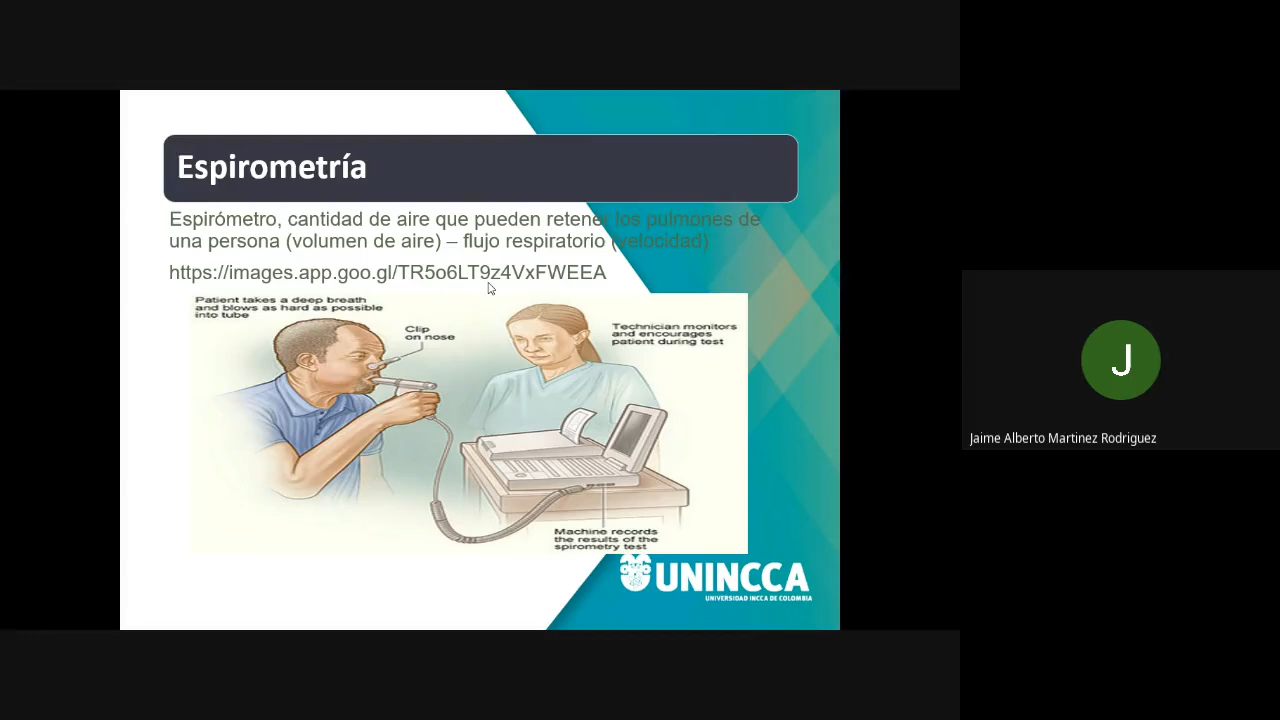 Espirometría
Espirómetro, cantidad de aire que pueden retener los pulmones de
una persona (volumen de aire) – flujo respiratorio (velocidad)
https://images.app.goo.gl/TR5o6LT9z4VxFWEEA
Patient takes a deep breath
and blows as hard as possible
into tube
Clip
on nose
Technician monitors
and encourages
patient during test
Machine records
the results of the
spirometry test
UNINCCA
UNIVERSIDAD INCCA DE COLOMBIA
J
Jaime Alberto Martinez Rodriguez